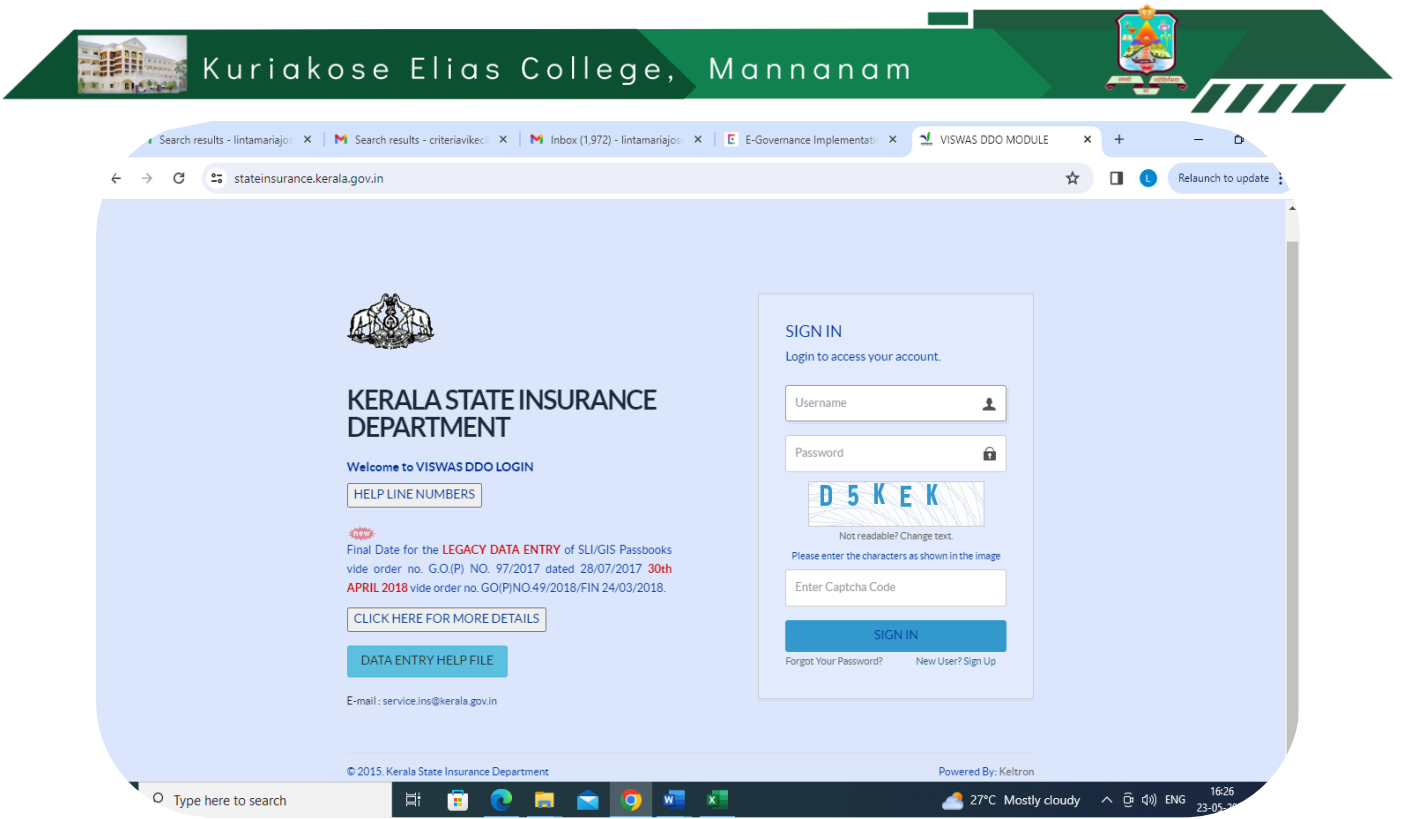 Kuriakose Elias College, Mannanam
Search results - lintamariajos
Search results - criteriavikec
Inbox (1,972) - lintamariajos
E-Governance Implementati
VISWAS DDO MODULE
stateinsurance.kerala.gov.in
L
Relaunch to update
KERALA STATE INSURANCE
DEPARTMENT
Welcome to VISWAS DDO LOGIN
HELP LINE NUMBERS
new
Final Date for the LEGACY DATA ENTRY of SLI/GIS Passbooks
vide order no. G.O.(P) NO. 97/2017 dated 28/07/2017 30th
APRIL 2018 vide order no. GO(P)NO.49/2018/FIN 24/03/2018.
CLICK HERE FOR MORE DETAILS
DATA ENTRY HELP FILE
E-mail : service.ins@kerala.gov.in
SIGN IN
Login to access your account.
Username
Password
D 5 K E K
Not readable? Change text.
Please enter the characters as shown in the image
Enter Captcha Code
SIGN IN
Forgot Your Password? New User? Sign Up
© 2015. Kerala State Insurance Department
Powered By: Keltron
Type here to search
27°C Mostly cloudy
ENG
16:26
23-05-20